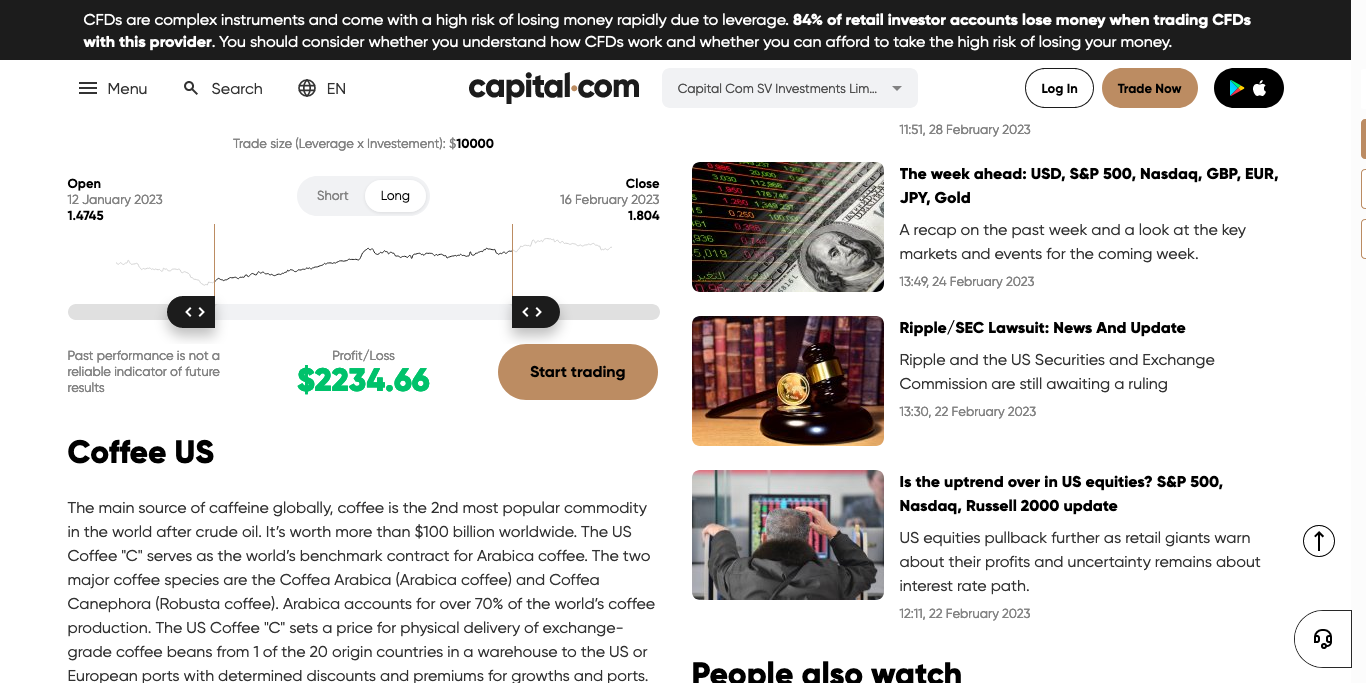 CFDs are complex instruments and come with a high risk of losing money rapidly due to leverage. 84% of retail investor accounts lose money when trading CFDs
with this provider. You should consider whether you understand how CFDs work and whether you can afford to take the high risk of losing your money.
Menu
Search
EN
capital.com
Capital Com SV Investments Lim...
Log In
Trade Now
Trade size (Leverage x Investement): $10000
Open
12 January 2023
1.4745
Short
Long
Close
16 February 2023
1.804
Past performance is not a
reliable indicator of future
results
Profit/Loss
$2234.66
Start trading
Coffee US
The main source of caffeine globally, coffee is the 2nd most popular commodity
in the world after crude oil. It’s worth more than $100 billion worldwide. The US
Coffee "C" serves as the world’s benchmark contract for Arabica coffee. The two
major coffee species are the Coffea Arabica (Arabica coffee) and Coffea
Canephora (Robusta coffee). Arabica accounts for over 70% of the world’s coffee
production. The US Coffee "C" sets a price for physical delivery of exchange-
grade coffee beans from 1 of the 20 origin countries in a warehouse to the US or
European ports with determined discounts and premiums for growths and ports.
11:51, 28 February 2023
The week ahead: USD, S&P 500, Nasdaq, GBP, EUR,
JPY, Gold
A recap on the past week and a look at the key
markets and events for the coming week.
13:49, 24 February 2023
Ripple/SEC Lawsuit: News And Update
Ripple and the US Securities and Exchange
Commission are still awaiting a ruling
13:30, 22 February 2023
Is the uptrend over in US equities? S&P 500,
Nasdaq, Russell 2000 update
US equities pullback further as retail giants warn
about their profits and uncertainty remains about
interest rate path.
12:11, 22 February 2023
People also watch